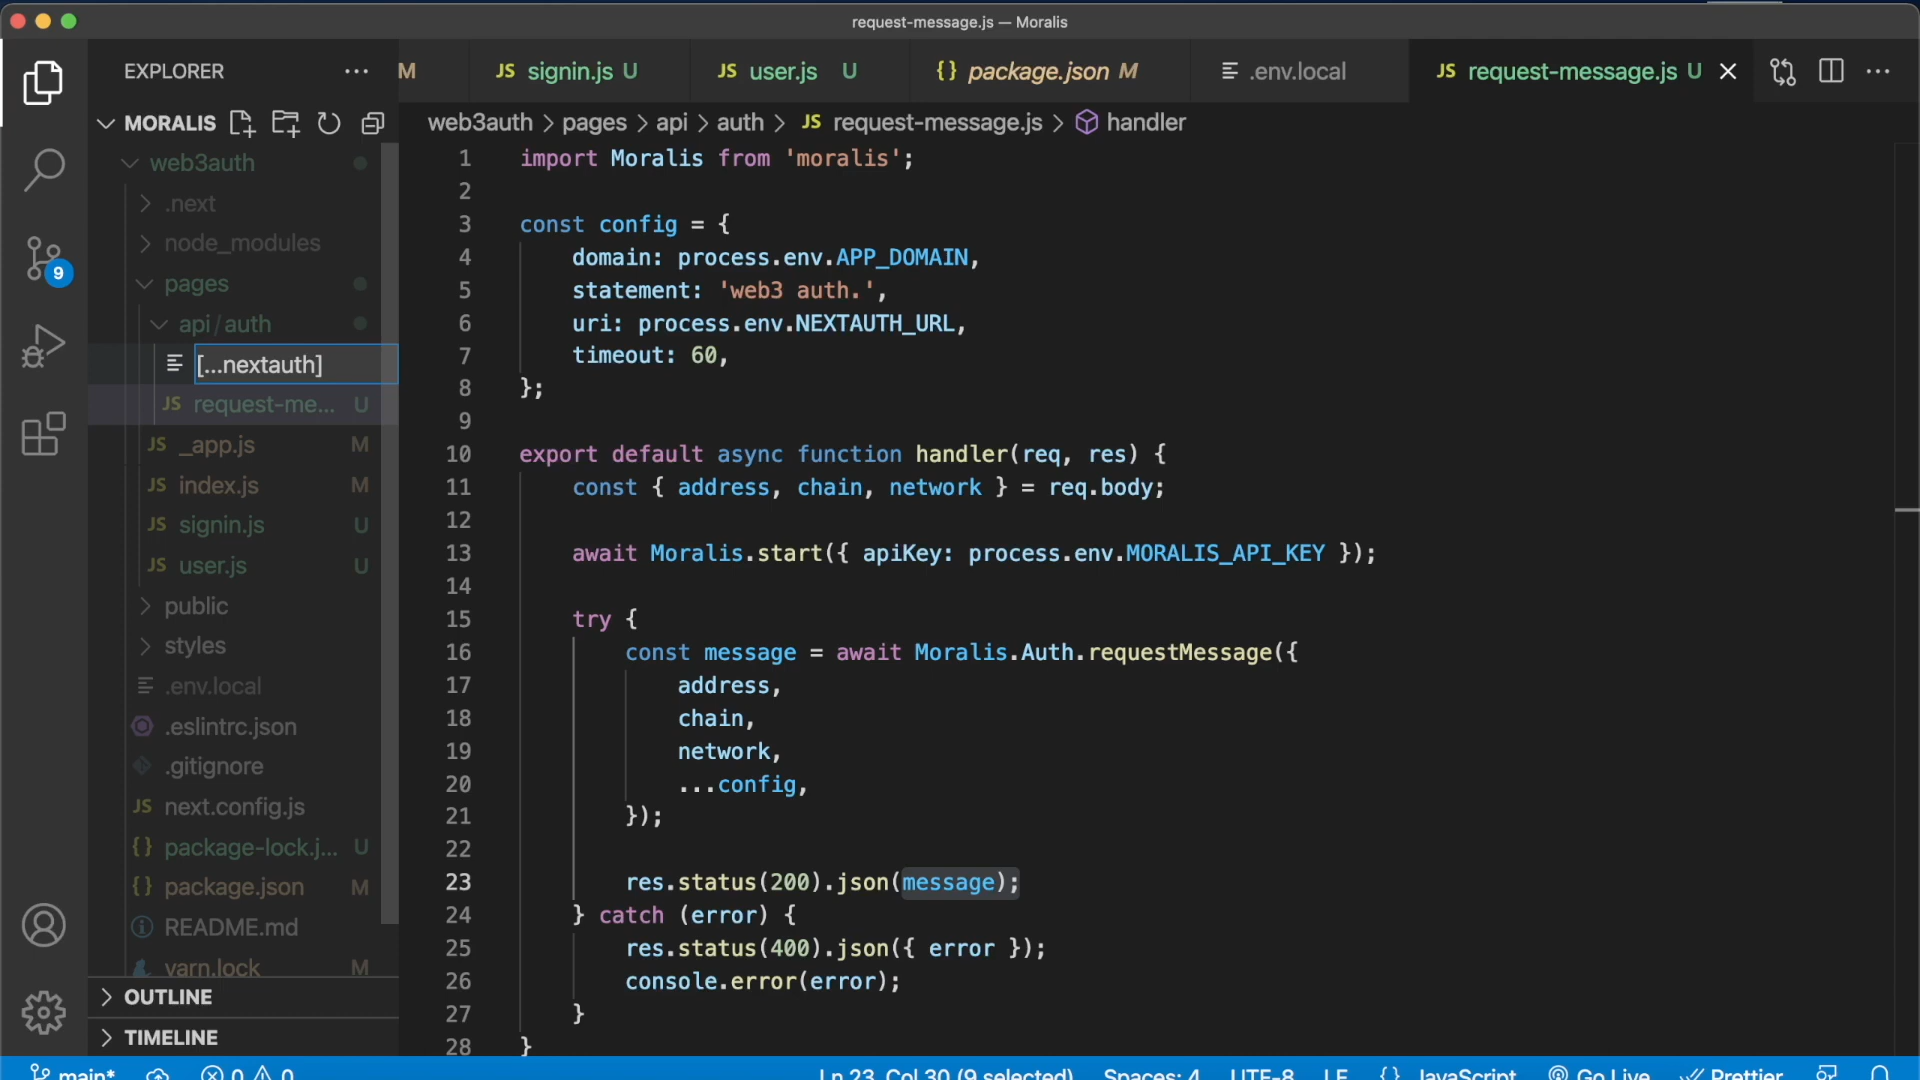 request-message.js — Moralis
EXPLORER
M
JS signin.js U
JS user.js U
{} package.json M
.env.local
JS request-message.js U
MORALIS
web3auth > pages > api > auth > JS request-message.js > handler
web3auth
.next
node_modules
pages
api/auth
[...nextauth]
JS request-me... U
JS _app.js M
JS index.js M
JS signin.js U
JS user.js U
public
styles
.env.local
.eslintrc.json
.gitignore
JS next.config.js
{} package-lock.j... U
{} package.json M
README.md
yarn.lock M
OUTLINE
TIMELINE
9
1 import Moralis from 'moralis';
2
3 const config = {
4 domain: process.env.APP_DOMAIN,
5 statement: 'web3 auth.',
6 uri: process.env.NEXTAUTH_URL,
7 timeout: 60,
8 };
9
10 export default async function handler(req, res) {
11 const { address, chain, network } = req.body;
12
13 await Moralis.start({ apiKey: process.env.MORALIS_API_KEY });
14
15 try {
16 const message = await Moralis.Auth.requestMessage({
17 address,
18 chain,
19 network,
20 ...config,
21 });
22
23 res.status(200).json(message);
24 } catch (error) {
25 res.status(400).json({ error });
26 console.error(error);
27 }
28 }
main* 0 0 Ln 23, Col 30 (9 selected) Spaces: 4 UTF-8 LF {} JavaScript Go Live Prettier